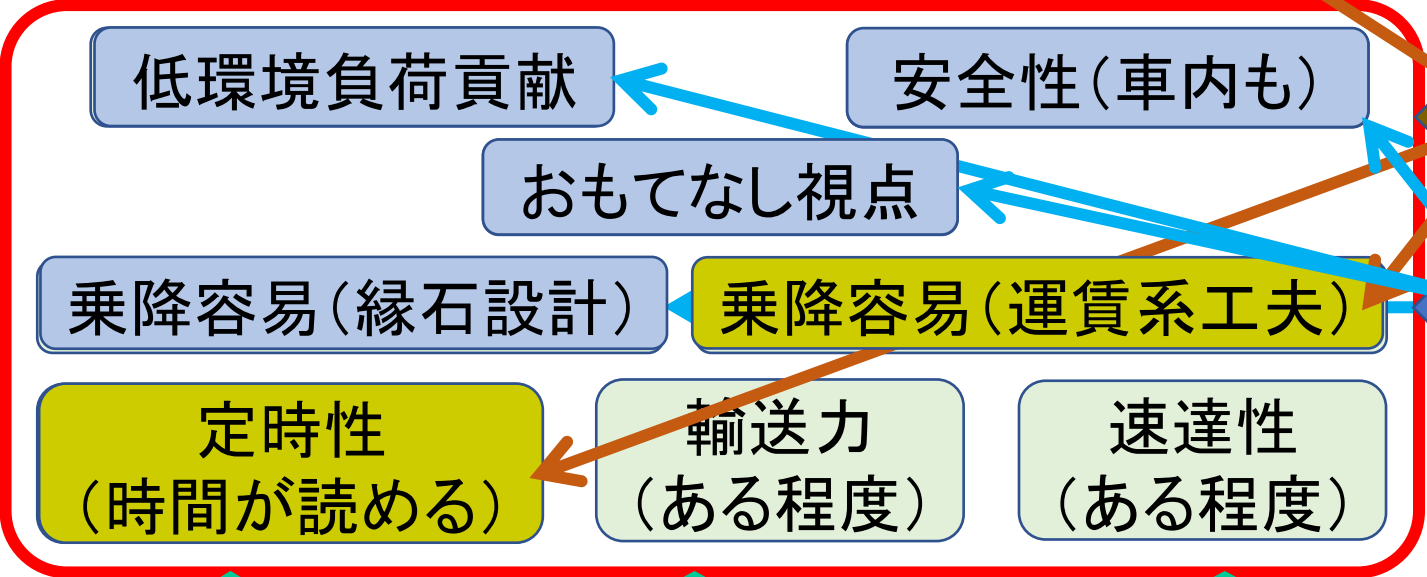 低環境負荷貢献
安全性（車内も）
おもてなし視点
乗降容易（縁石設計）
乗降容易（運賃系工夫）
定時性
（時間が読める）
輸送力
（ある程度）
速達性
（ある程度）